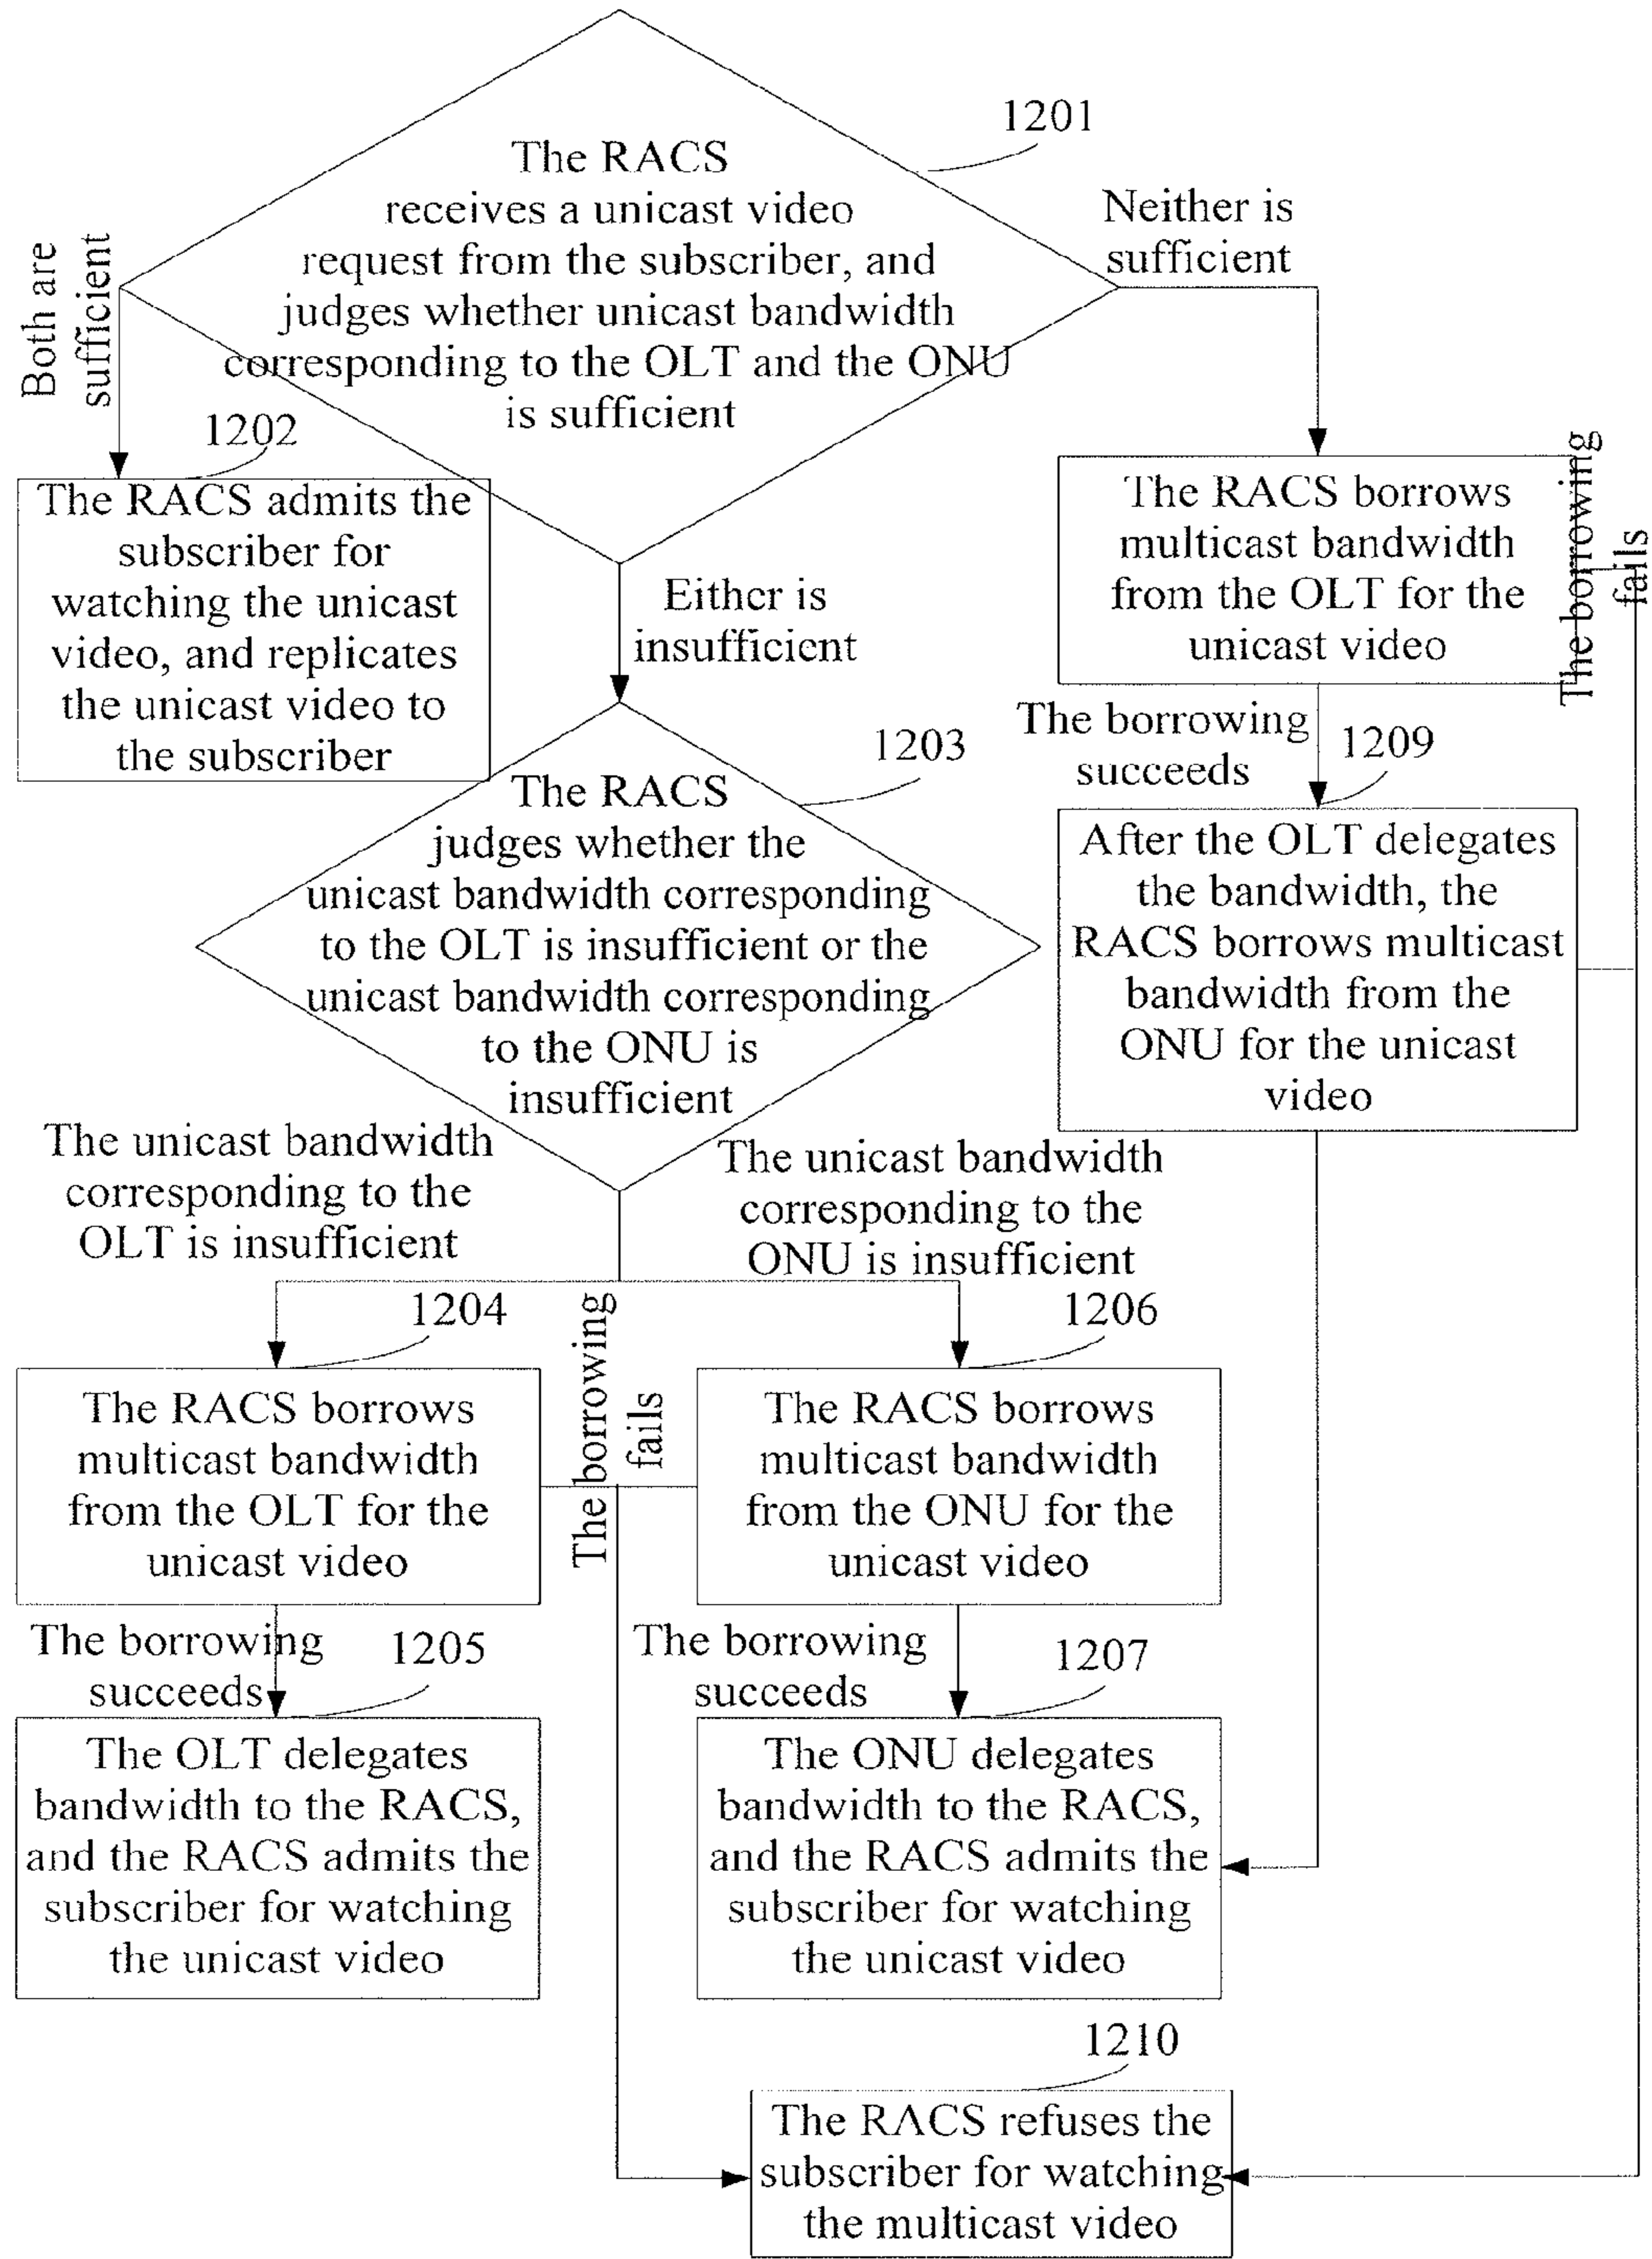 1201
The RACS
receives a unicast video
request from the subscriber, and
judges whether unicast bandwidth
corresponding to the OLT and the ONU
is sufficient
Both are
sufficient
Neither is
sufficient
1202
The RACS admits the
subscriber for
watching the unicast
video, and replicates
the unicast video to
the subscriber
Either is
insufficient
The RACS borrows
multicast bandwidth
from the OLT for the
unicast video
The borrowing
fails
The borrowing
succeeds
1203
The RACS
judges whether the
unicast bandwidth corresponding
to the OLT is insufficient or the
unicast bandwidth corresponding
to the ONU is
insufficient
1209
After the OLT delegates
the bandwidth, the
RACS borrows multicast
bandwidth from the
ONU for the unicast
video
The unicast bandwidth
corresponding to the
OLT is insufficient
The unicast bandwidth
corresponding to the
ONU is insufficient
1204
The RACS borrows
multicast bandwidth
from the OLT for the
unicast video
The borrowing
fails
1206
The RACS borrows
multicast bandwidth
from the ONU for the
unicast video
The borrowing
succeeds
1205
The OLT delegates
bandwidth to the RACS,
and the RACS admits the
subscriber for watching
the unicast video
The borrowing
succeeds
1207
The ONU delegates
bandwidth to the RACS,
and the RACS admits the
subscriber for watching
the unicast video
1210
The RACS refuses the
subscriber for watching
the multicast video